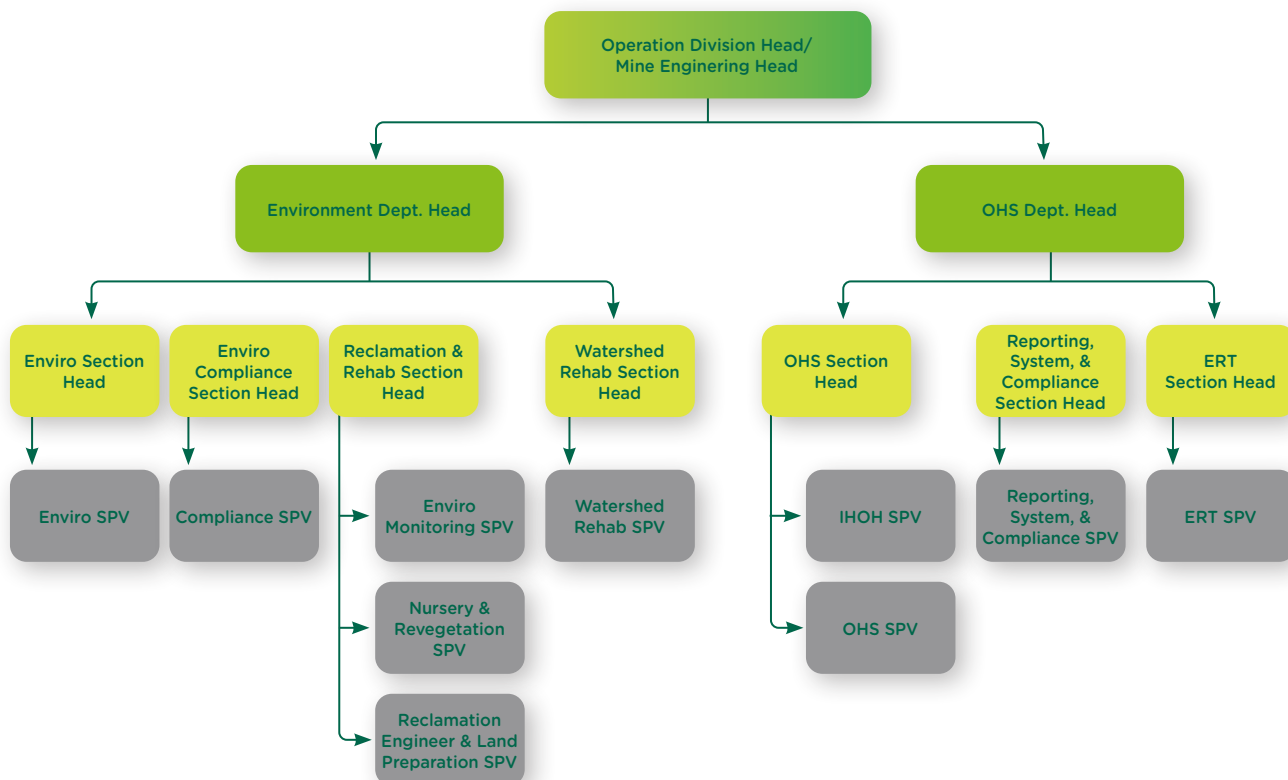 Operation Division Head/
Mine Enginering Head
Environment Dept. Head
OHS Dept. Head
Enviro Section
Head
Enviro
Compliance
Section Head
Reclamation &
Rehab Section
Head
Watershed
Rehab Section
Head
OHS Section
Head
Reporting,
System, &
Compliance
Section Head
ERT
Section Head
Enviro SPV
Compliance SPV
Enviro
Monitoring SPV
Watershed
Rehab SPV
IHOH SPV
Reporting,
System, &
Compliance SPV
ERT SPV
Nursery &
Revegetation
SPV
OHS SPV
Reclamation
Engineer & Land
Preparation SPV